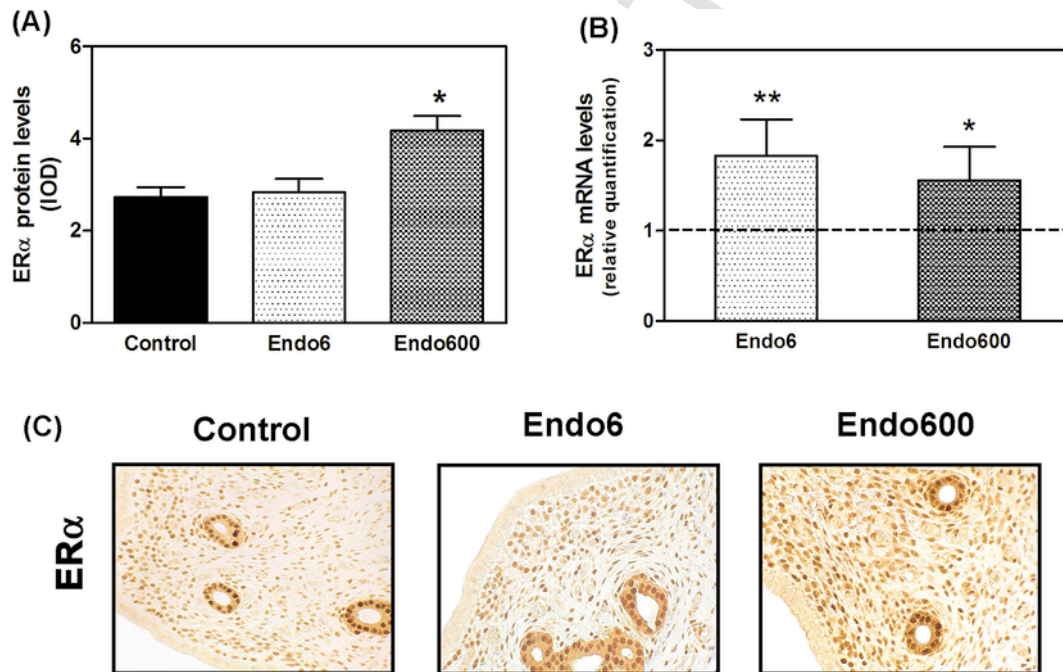 (A)
ERα protein levels
(IOD)
6
4
2
0
*
Control Endo6 Endo600
(B)
ERα mRNA levels
(relative quantification)
3
2
1
0
**
*
Endo6 Endo600
(C)
Control Endo6 Endo600
ERα